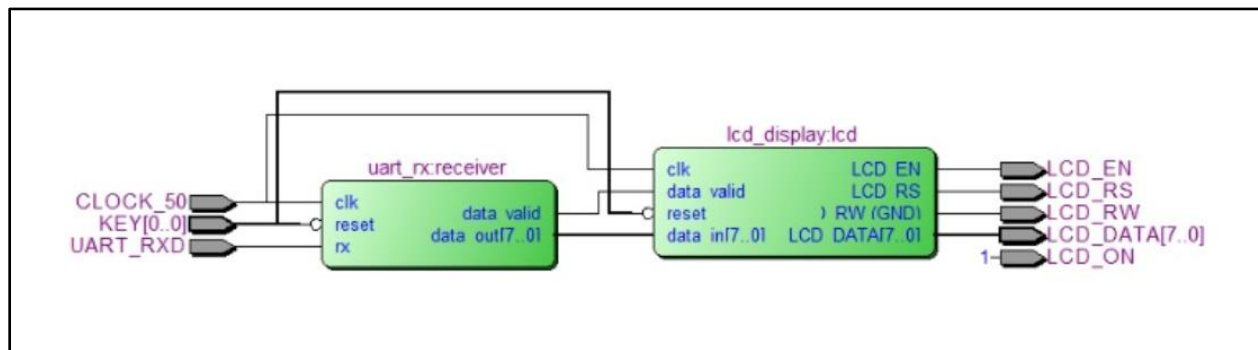 CLOCK_50
KEY[0..0]
UART_RXD
uart_rx:receiver
clk
reset
rx
data valid
data out[7..0]
lcd_display:lcd
clk
data valid
reset
data in[7..0]
LCD EN
LCD RS
) RW (GND)
LCD DATA[7..0]
LCD_EN
LCD_RS
LCD_RW
LCD_DATA[7..0]
1
LCD_ON